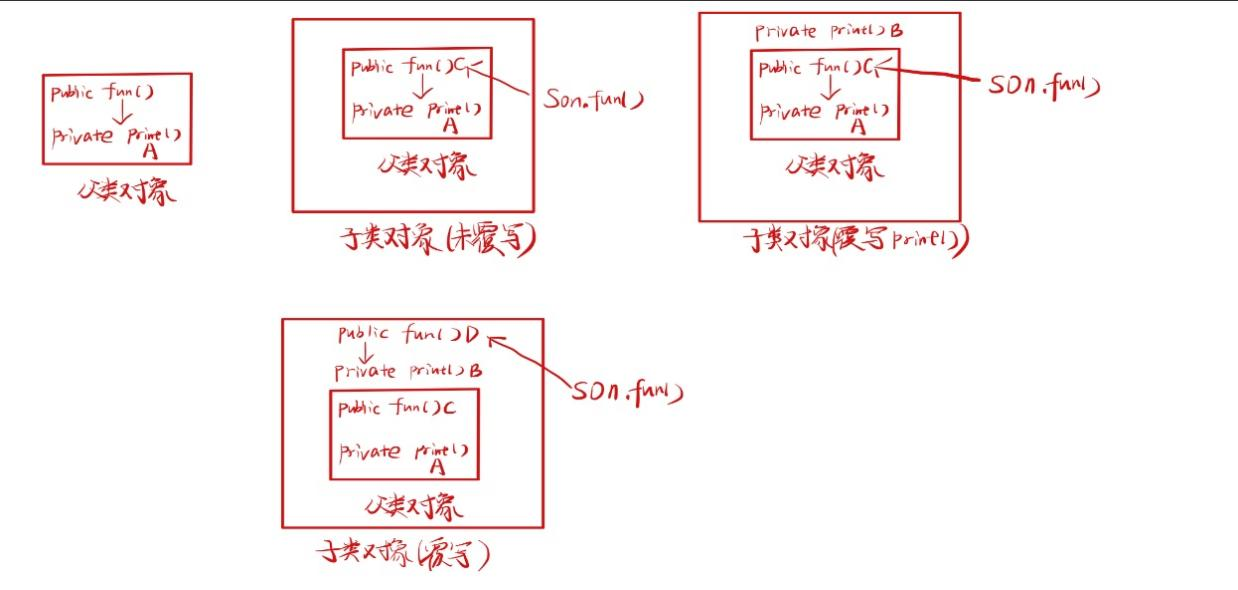 public fun()
private print()
A
父类对象
public fun()C
private print()
A
父类对象
Son.fun()
子类对象(未覆写)
private print()B
public fun()C
private print()
A
父类对象
SON.fun()
子类对象(覆写print())
public fun()D
private print()B
public fun()C
private print()
A
父类对象
SON.fun()
子类对象(覆写)